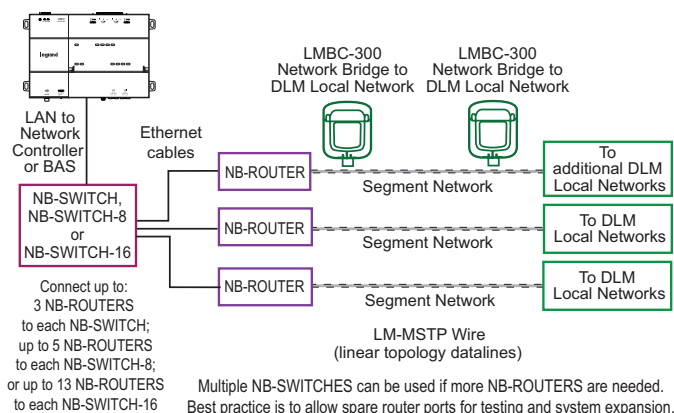 legrand
LAN to
Network
Controller
or BAS
Ethernet
cables
LMBC-300
Network Bridge to
DLM Local Network
LMBC-300
Network Bridge to
DLM Local Network
NB-SWITCH,
NB-SWITCH-8
or
NB-SWITCH-16
NB-ROUTER
Segment Network
To
additional DLM
Local Networks
NB-ROUTER
Segment Network
To DLM
Local Networks
NB-ROUTER
Segment Network
To DLM
Local Networks
Connect up to:
3 NB-ROUTERS
to each NB-SWITCH;
up to 5 NB-ROUTERS
to each NB-SWITCH-8;
or up to 13 NB-ROUTERS
to each NB-SWITCH-16
LM-MSTP Wire
(linear topology datalines)
Multiple NB-SWITCHES can be used if more NB-ROUTERS are needed.
Best practice is to allow spare router ports for testing and system expansion.